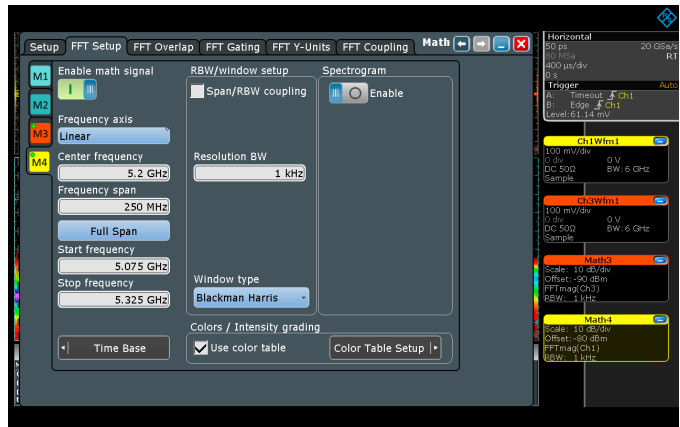 Setup FFT Setup FFT Overlap FFT Gating FFT Y-Units FFT Coupling Math
M1
M2
M3
M4
Enable math signal
Frequency axis
Linear
Center frequency
5.2 GHz
Frequency span
250 MHz
Full Span
Start frequency
5.075 GHz
Stop frequency
5.325 GHz
Time Base
RBW/window setup
Span/RBW coupling
Resolution BW
1 kHz
Window type
Blackman Harris
Colors / Intensity grading
Use color table
Color Table Setup
Spectrogram
Enable
Horizontal
50 ps 20 GSa/s
80 MSa RT
400 µs/div
0 s
Trigger Auto
A: Timeout Ch1
B: Edge Ch1
Level: 61.14 mV
Ch1Wfm1
100 mV/div
0 div 0 V
DC 50Ω BW: 6 GHz
Sample
Ch3Wfm1
100 mV/div
0 div 0 V
DC 50Ω BW: 6 GHz
Sample
Math3
Scale: 10 dB/div
Offset: -90 dBm
FFTmag(Ch3)
RBW: 1 kHz
Math4
Scale: 10 dB/div
Offset: -80 dBm
FFTmag(Ch1)
RBW: 1 kHz